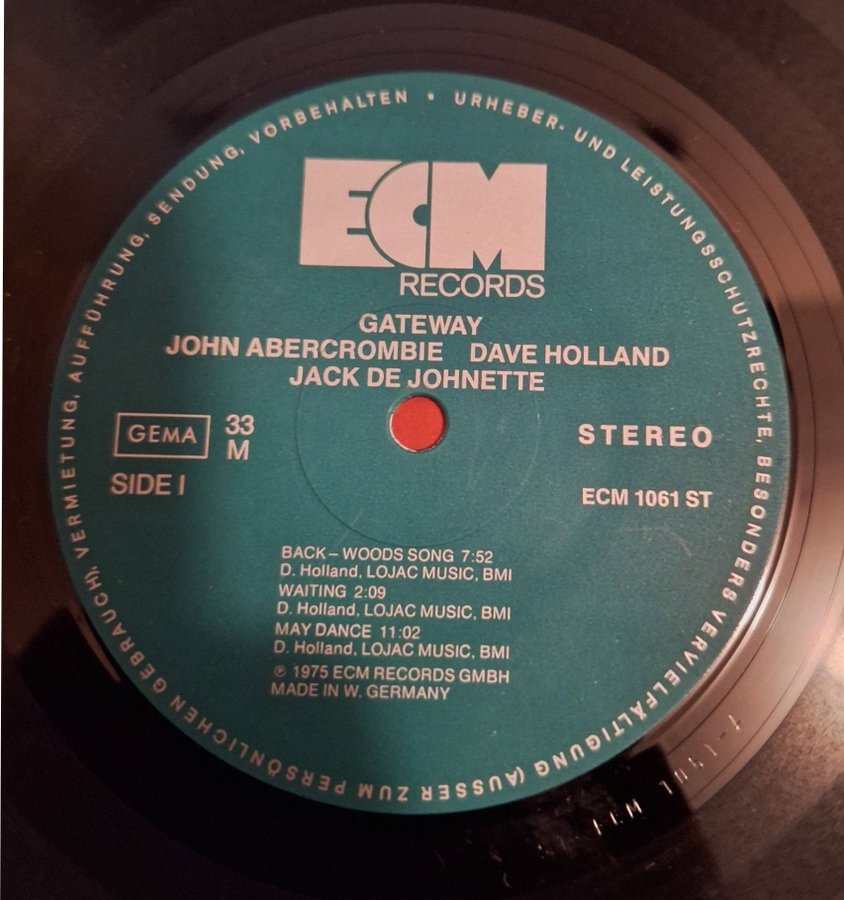 URHEBER- UND LEISTUNGSSCHUTZRECHTE, BESONDERS VERVIELFÄLTIGUNG (AUSSER ZUM PERSÖNLICHEN GEBRAUCH), VERMIETUNG, AUFFÜHRUNG, SENDUNG, VORBEHALTEN •
ECM
RECORDS
GATEWAY
JOHN ABERCROMBIE DAVE HOLLAND
JACK DE JOHNETTE
GEMA 33 STEREO
M
SIDE I ECM 1061 ST
BACK – WOODS SONG 7:52
D. Holland, LOJAC MUSIC, BMI
WAITING 2:09
D. Holland, LOJAC MUSIC, BMI
MAY DANCE 11:02
D. Holland, LOJAC MUSIC, BMI
℗ 1975 ECM RECORDS GMBH
MADE IN W. GERMANY